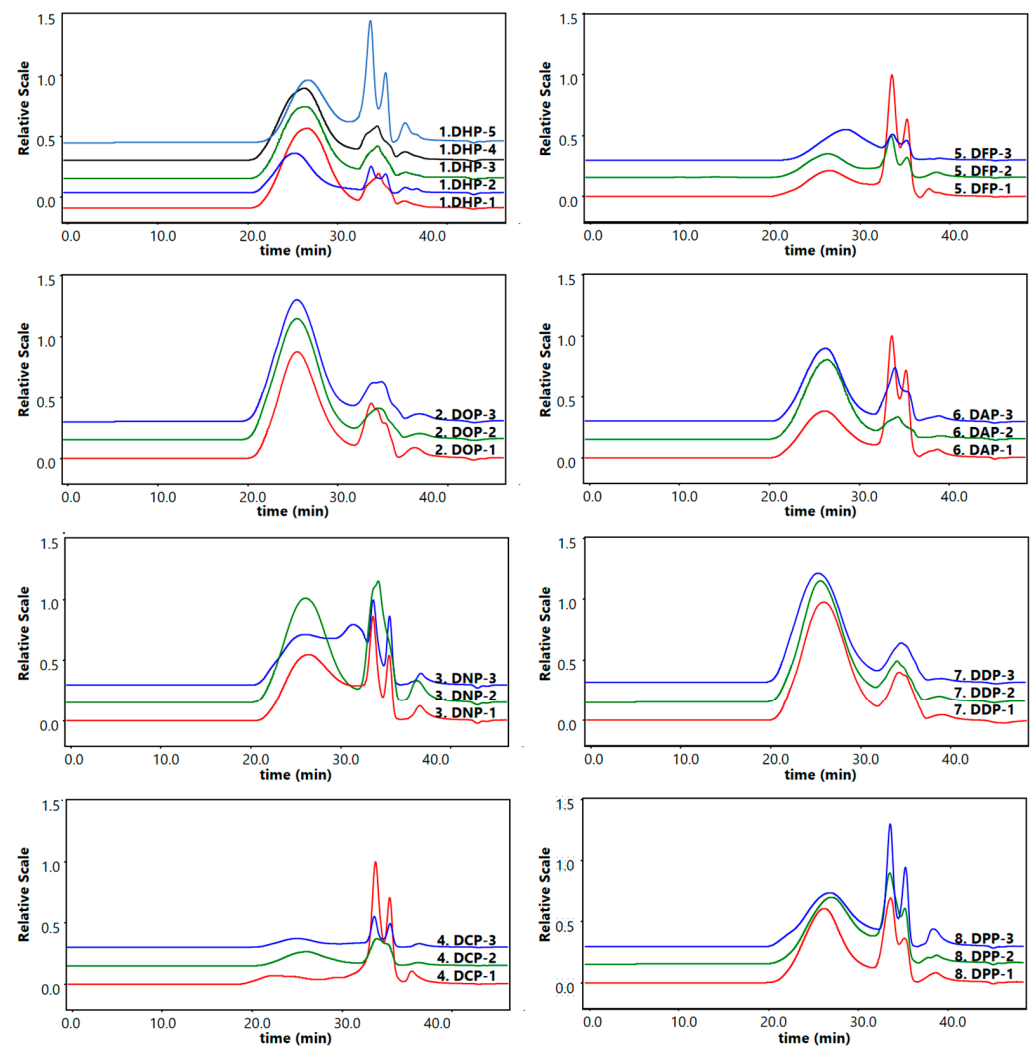 1.5
1.0
0.5
0.0
Relative Scale
1.DHP-5
1.DHP-4
1.DHP-3
1.DHP-2
1.DHP-1
0.0 10.0 20.0 30.0 40.0
time (min)
1.5
1.0
0.5
0.0
Relative Scale
5. DFP-3
5. DFP-2
5. DFP-1
0.0 10.0 20.0 30.0 40.0
time (min)
1.5
1.0
0.5
0.0
Relative Scale
2. DOP-3
2. DOP-2
2. DOP-1
0.0 10.0 20.0 30.0 40.0
time (min)
1.5
1.0
0.5
0.0
Relative Scale
6. DAP-3
6. DAP-2
6. DAP-1
0.0 10.0 20.0 30.0 40.0
time (min)
1.5
1.0
0.5
0.0
Relative Scale
3. DNP-3
3. DNP-2
3. DNP-1
0.0 10.0 20.0 30.0 40.0
time (min)
1.5
1.0
0.5
0.0
Relative Scale
7. DDP-3
7. DDP-2
7. DDP-1
0.0 10.0 20.0 30.0 40.0
time (min)
1.5
1.0
0.5
0.0
Relative Scale
4. DCP-3
4. DCP-2
4. DCP-1
0.0 10.0 20.0 30.0 40.0
time (min)
1.5
1.0
0.5
0.0
Relative Scale
8. DPP-3
8. DPP-2
8. DPP-1
0.0 10.0 20.0 30.0 40.0
time (min)